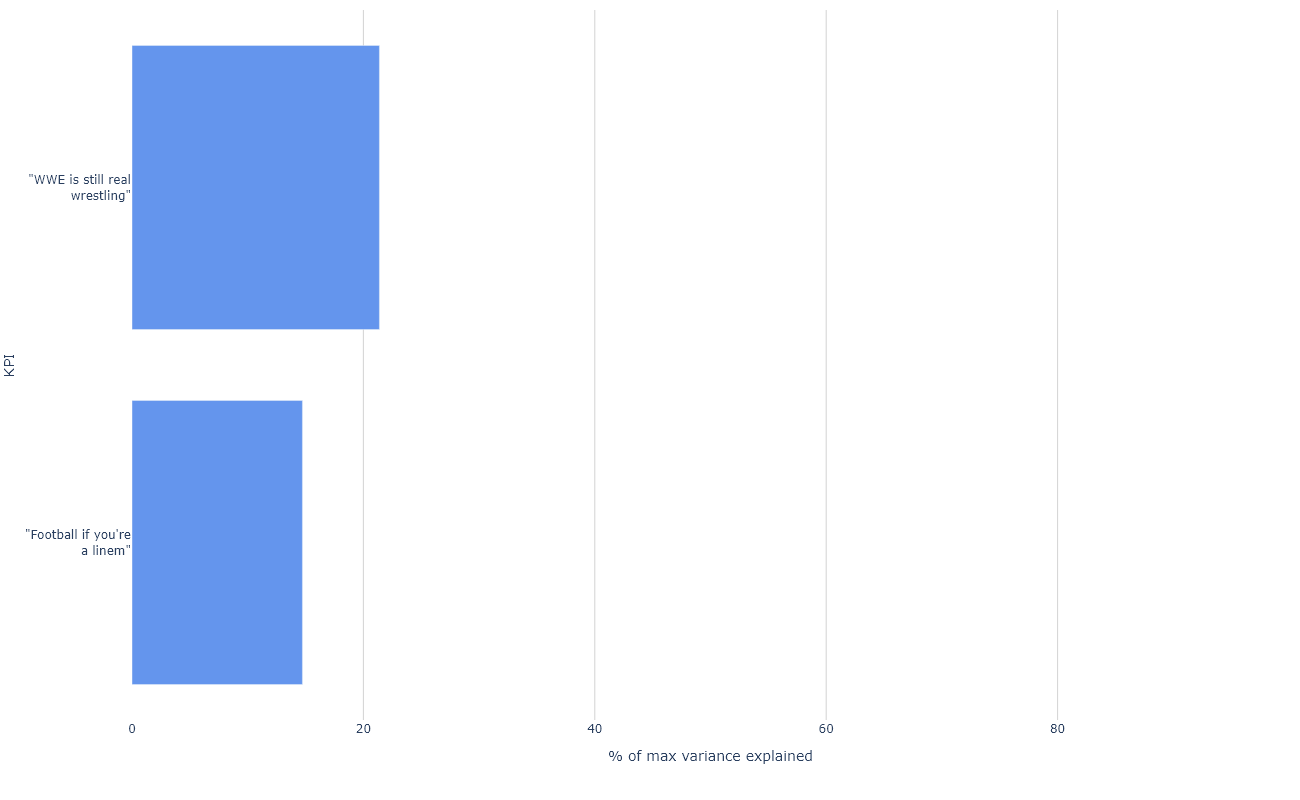 "WWE is still real
wrestling"
KPI
"Football if you're
a linem"
0 20 40 60 80
% of max variance explained